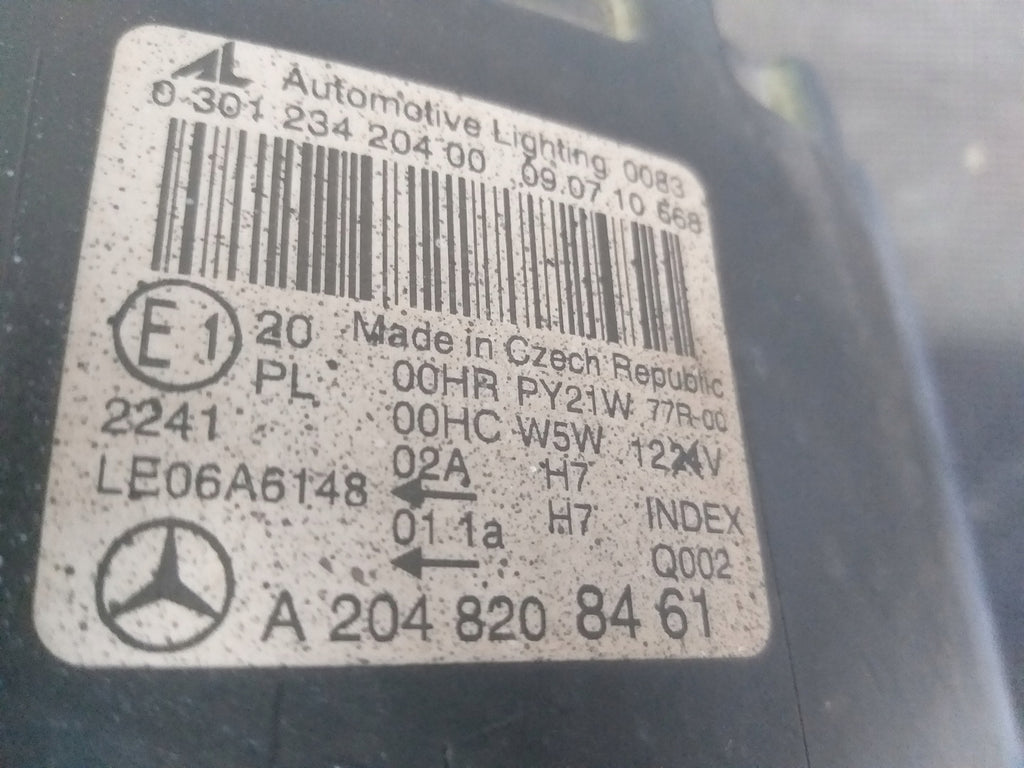 AL Automotive Lighting 0083
0 301 234 204 00 09.07.10 668
E1 20 Made in Czech Republic
PL 00HR PY21W 77R-00
2241 00HC W5W 1224V
LE06A6148 02A H7
01 1a H7 INDEX
Q002
A 204 820 84 61